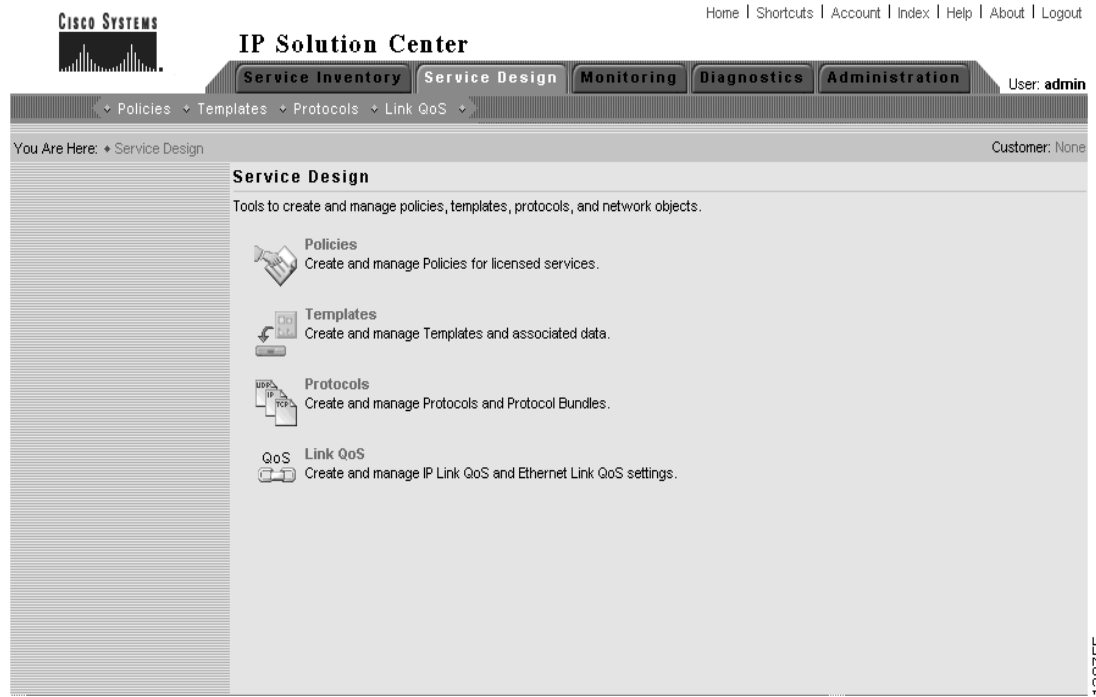 CISCO SYSTEMS
Home | Shortcuts | Account | Index | Help | About | Logout
IP Solution Center
Service Inventory Service Design Monitoring Diagnostics Administration
User: admin
Policies Templates Protocols Link QoS
You Are Here: Service Design
Customer: None
Service Design
Tools to create and manage policies, templates, protocols, and network objects.
Policies
Create and manage Policies for licensed services.
Templates
Create and manage Templates and associated data.
UDP
IP
TCP
Protocols
Create and manage Protocols and Protocol Bundles.
QoS
Link QoS
Create and manage IP Link QoS and Ethernet Link QoS settings.